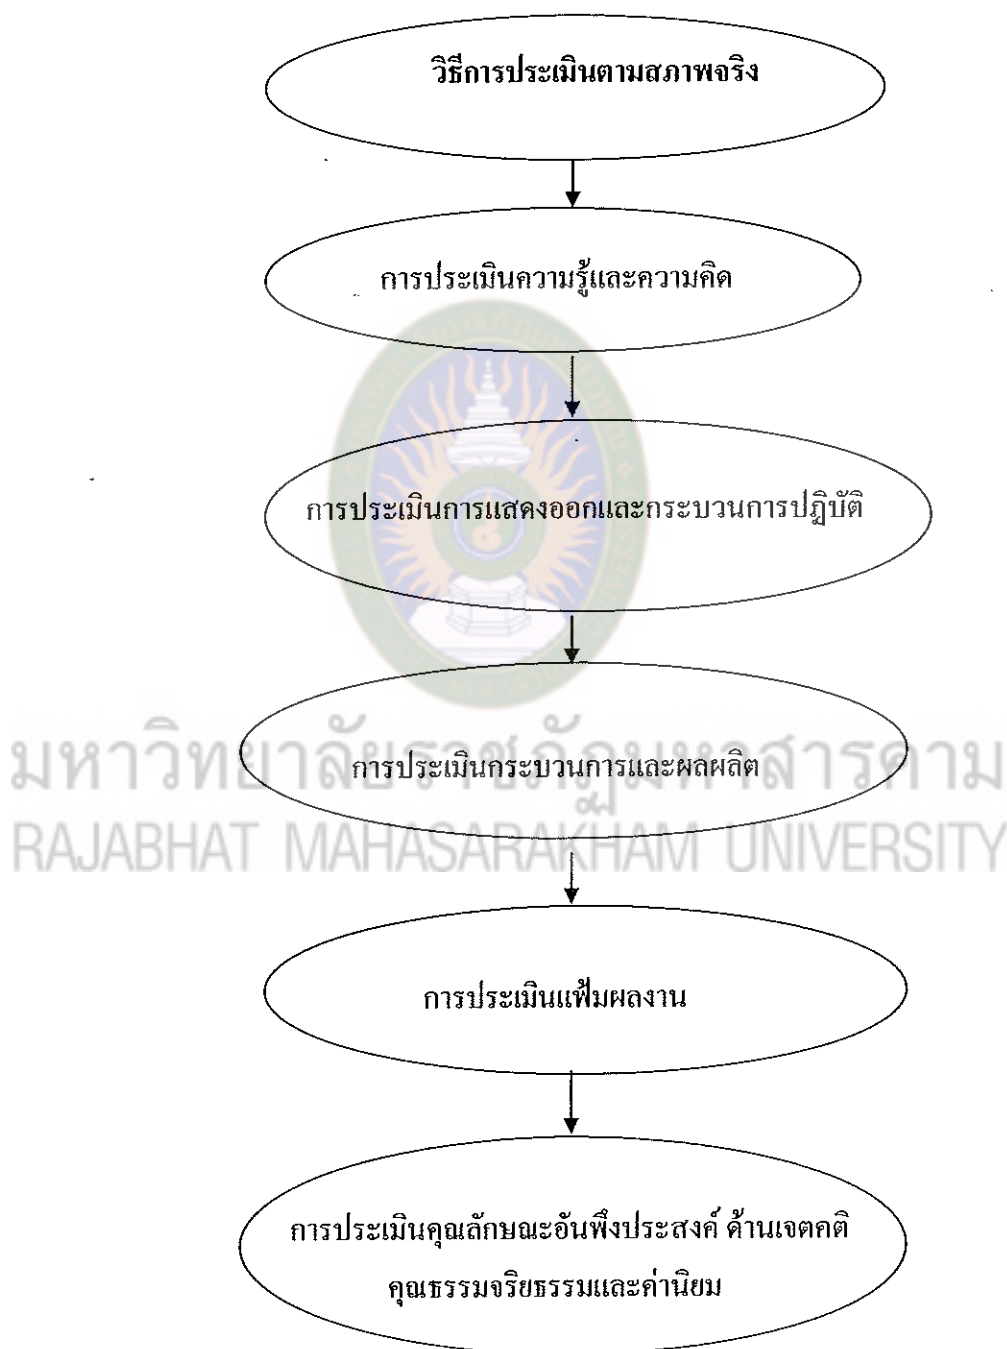 วิธีการประเมินตามสภาพจริง
การประเมินความรู้และความคิด
การประเมินการแสดงออกและกระบวนการปฏิบัติ
การประเมินกระบวนการและผลผลิต
มหาวิทยาลัยราชภัฏมหาสารคาม
RAJABHAT MAHASARAKHAM UNIVERSITY
การประเมินแฟ้มผลงาน
การประเมินคุณลักษณะอันพึงประสงค์ ด้านเจตคติ
คุณธรรมจริยธรรมและค่านิยม